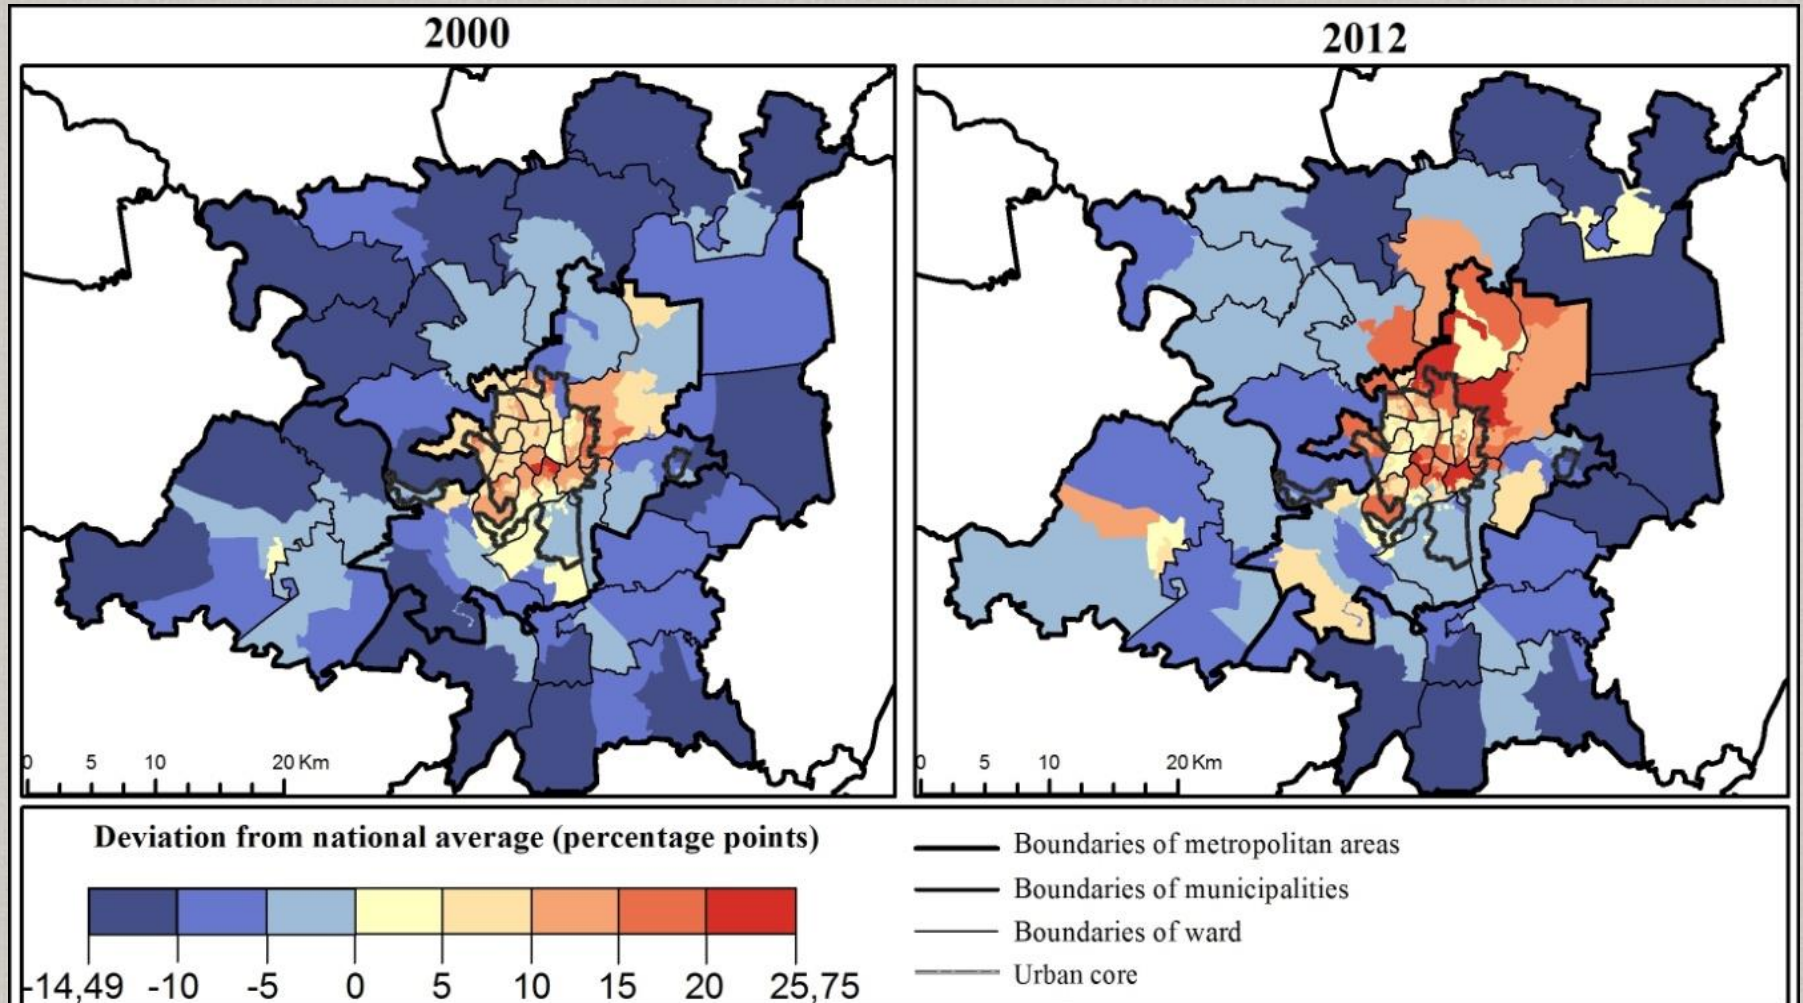 2000
2012
0 5 10 20 Km
0 5 10 20 Km
Deviation from national average (percentage points)
-14,49 -10 -5 0 5 10 15 20 25,75
Boundaries of metropolitan areas
Boundaries of municipalities
Boundaries of ward
Urban core